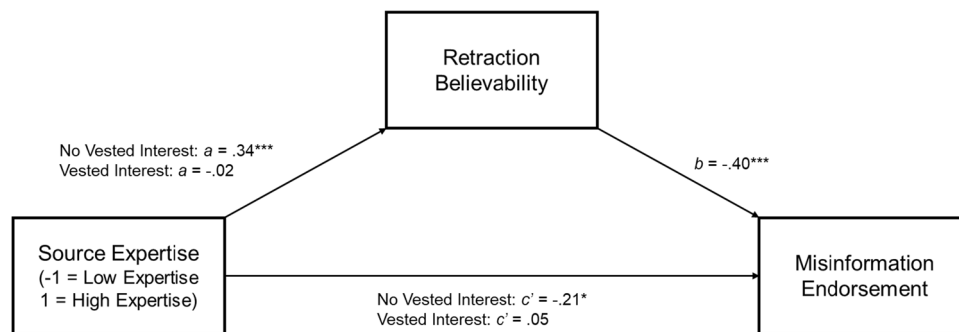 Retraction
Believability
No Vested Interest: a = .34***
Vested Interest: a = -.02
b = -.40***
Source Expertise
(-1 = Low Expertise
1 = High Expertise)
Misinformation
Endorsement
No Vested Interest: c' = -.21*
Vested Interest: c' = .05